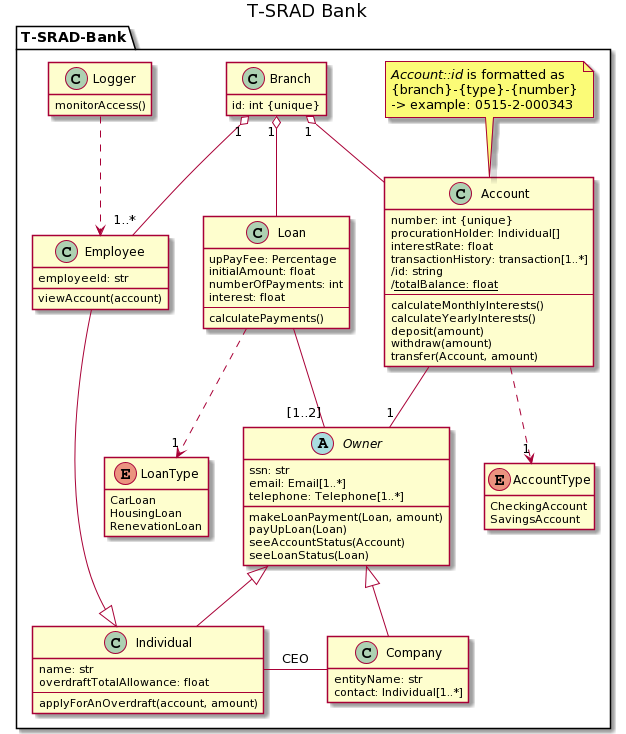 T-SRAD Bank
T-SRAD-Bank
C Logger
monitorAccess()
C Branch
id: int {unique}
Account::id is formatted as
{branch}-{type}-{number}
-> example: 0515-2-000343
1
1
1
1..*
C Employee
employeeId: str
viewAccount(account)
C Loan
upPayFee: Percentage
initialAmount: float
numberOfPayments: int
interest: float
calculatePayments()
C Account
number: int {unique}
procurationHolder: Individual[]
interestRate: float
transactionHistory: transaction[1..*]
/id: string
/totalBalance: float
calculateMonthlyInterests()
calculateYearlyInterests()
deposit(amount)
withdraw(amount)
transfer(Account, amount)
1
[1..2]
1
1
E LoanType
CarLoan
HousingLoan
RenevationLoan
A Owner
ssn: str
email: Email[1..*]
telephone: Telephone[1..*]
makeLoanPayment(Loan, amount)
payUpLoan(Loan)
seeAccountStatus(Account)
seeLoanStatus(Loan)
E AccountType
CheckingAccount
SavingsAccount
C Individual
name: str
overdraftTotalAllowance: float
applyForAnOverdraft(account, amount)
CEO
C Company
entityName: str
contact: Individual[1..*]